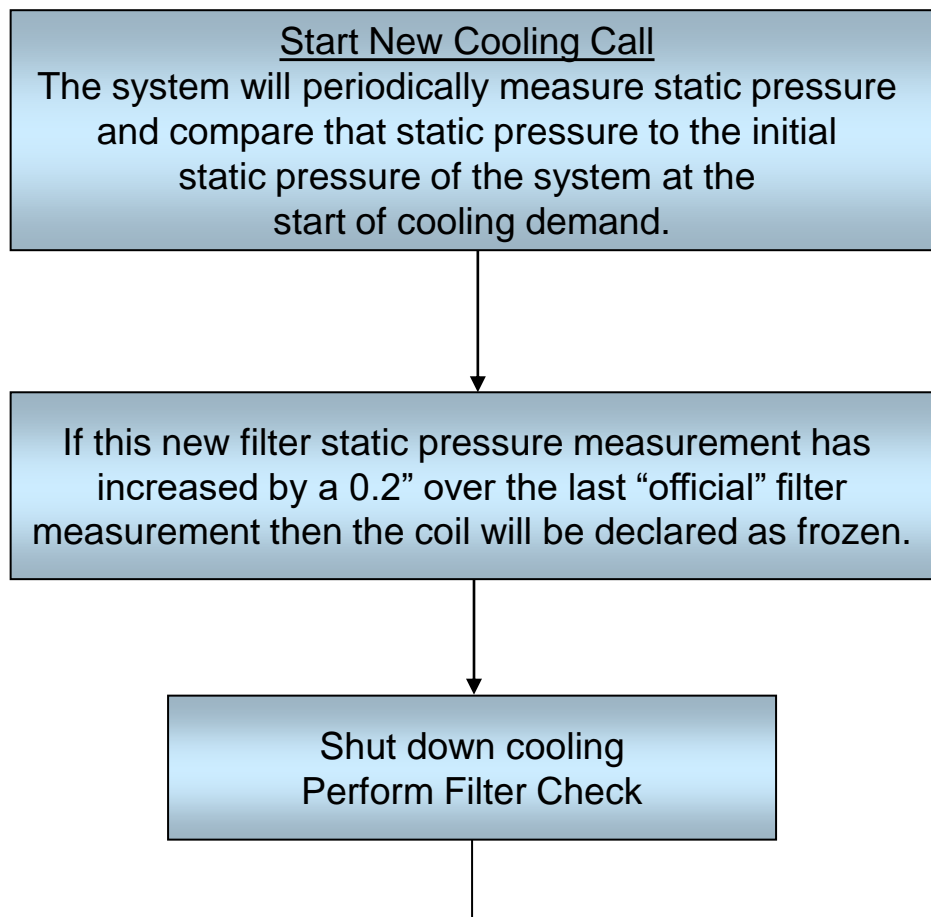 Start New Cooling Call
The system will periodically measure static pressure
and compare that static pressure to the initial
static pressure of the system at the
start of cooling demand.
If this new filter static pressure measurement has
increased by a 0.2” over the last “official” filter
measurement then the coil will be declared as frozen.
Shut down cooling
Perform Filter Check